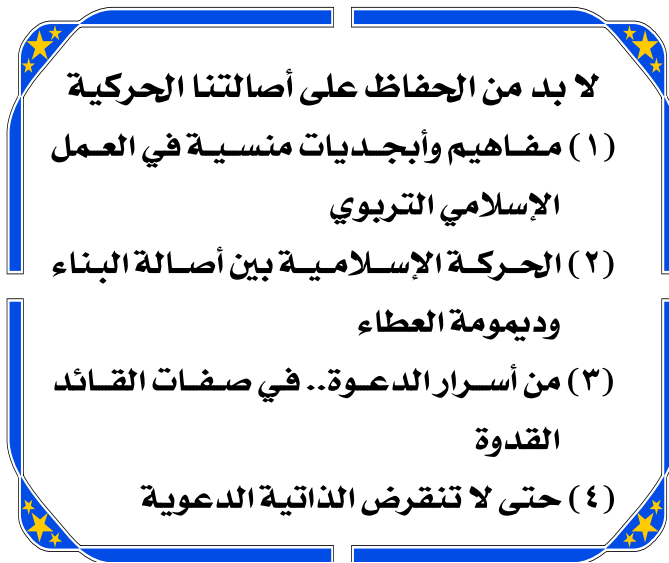 لا بد من الحفاظ على أصالتنا الحركية
(١) مفاهيم وأبجديات منسية في العمل
الإسلامي التربوي
(٢) الحركة الإسلامية بين أصالة البناء
وديمومة العطاء
(٣) من أسرار الدعوة.. في صفات القائد
القدوة
(٤) حتى لا تنقرض الذاتية الدعوية